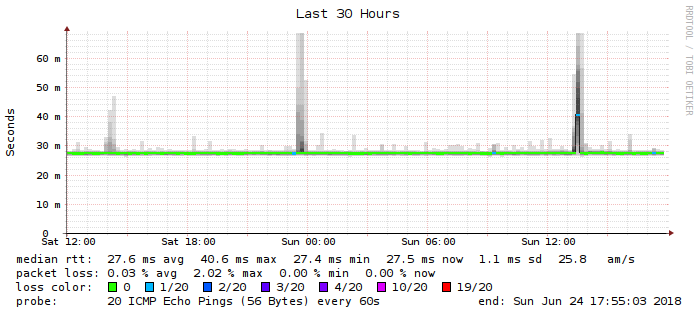 Last 30 Hours
RRDTOOL / TOBI OETIKER
Seconds
60 m
50 m
40 m
30 m
20 m
10 m
0
Sat 12:00 Sat 18:00 Sun 00:00 Sun 06:00 Sun 12:00
median rtt: 27.6 ms avg 40.6 ms max 27.4 ms min 27.5 ms now 1.1 ms sd 25.8 am/s
packet loss: 0.03 % avg 2.02 % max 0.00 % min 0.00 % now
loss color: 0 1/20 2/20 3/20 4/20 10/20 19/20
probe: 20 ICMP Echo Pings (56 Bytes) every 60s end: Sun Jun 24 17:55:03 2018